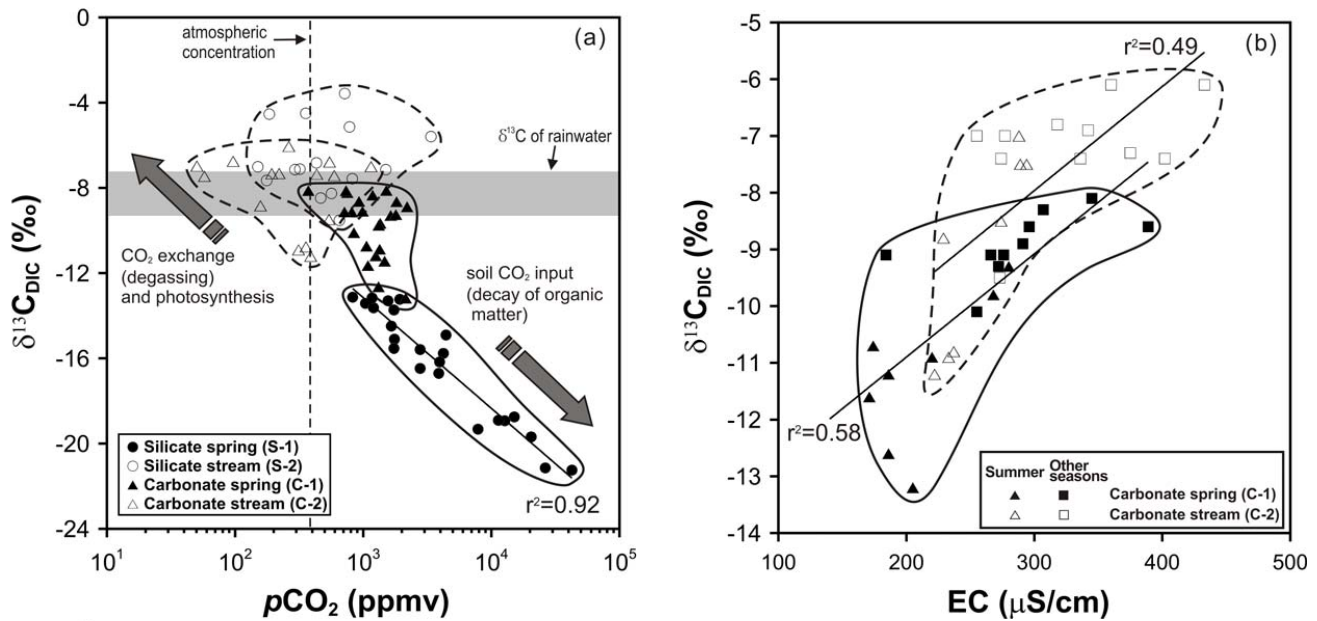 (a)
atmospheric
concentration
δ¹³C of rainwater
CO₂ exchange
(degassing)
and photosynthesis
soil CO₂ input
(decay of organic
matter)
r²=0.92
Silicate spring (S-1)
Silicate stream (S-2)
Carbonate spring (C-1)
Carbonate stream (C-2)
0
-4
-8
-12
-16
-20
-24
δ¹³C_DIC (‰)
10¹
10²
10³
10⁴
10⁵
pCO₂ (ppmv)
(b)
r²=0.49
r²=0.58
Summer Other
seasons
Carbonate spring (C-1)
Carbonate stream (C-2)
-5
-6
-7
-8
-9
-10
-11
-12
-13
-14
δ¹³C_DIC (‰)
100
200
300
400
500
EC (μS/cm)